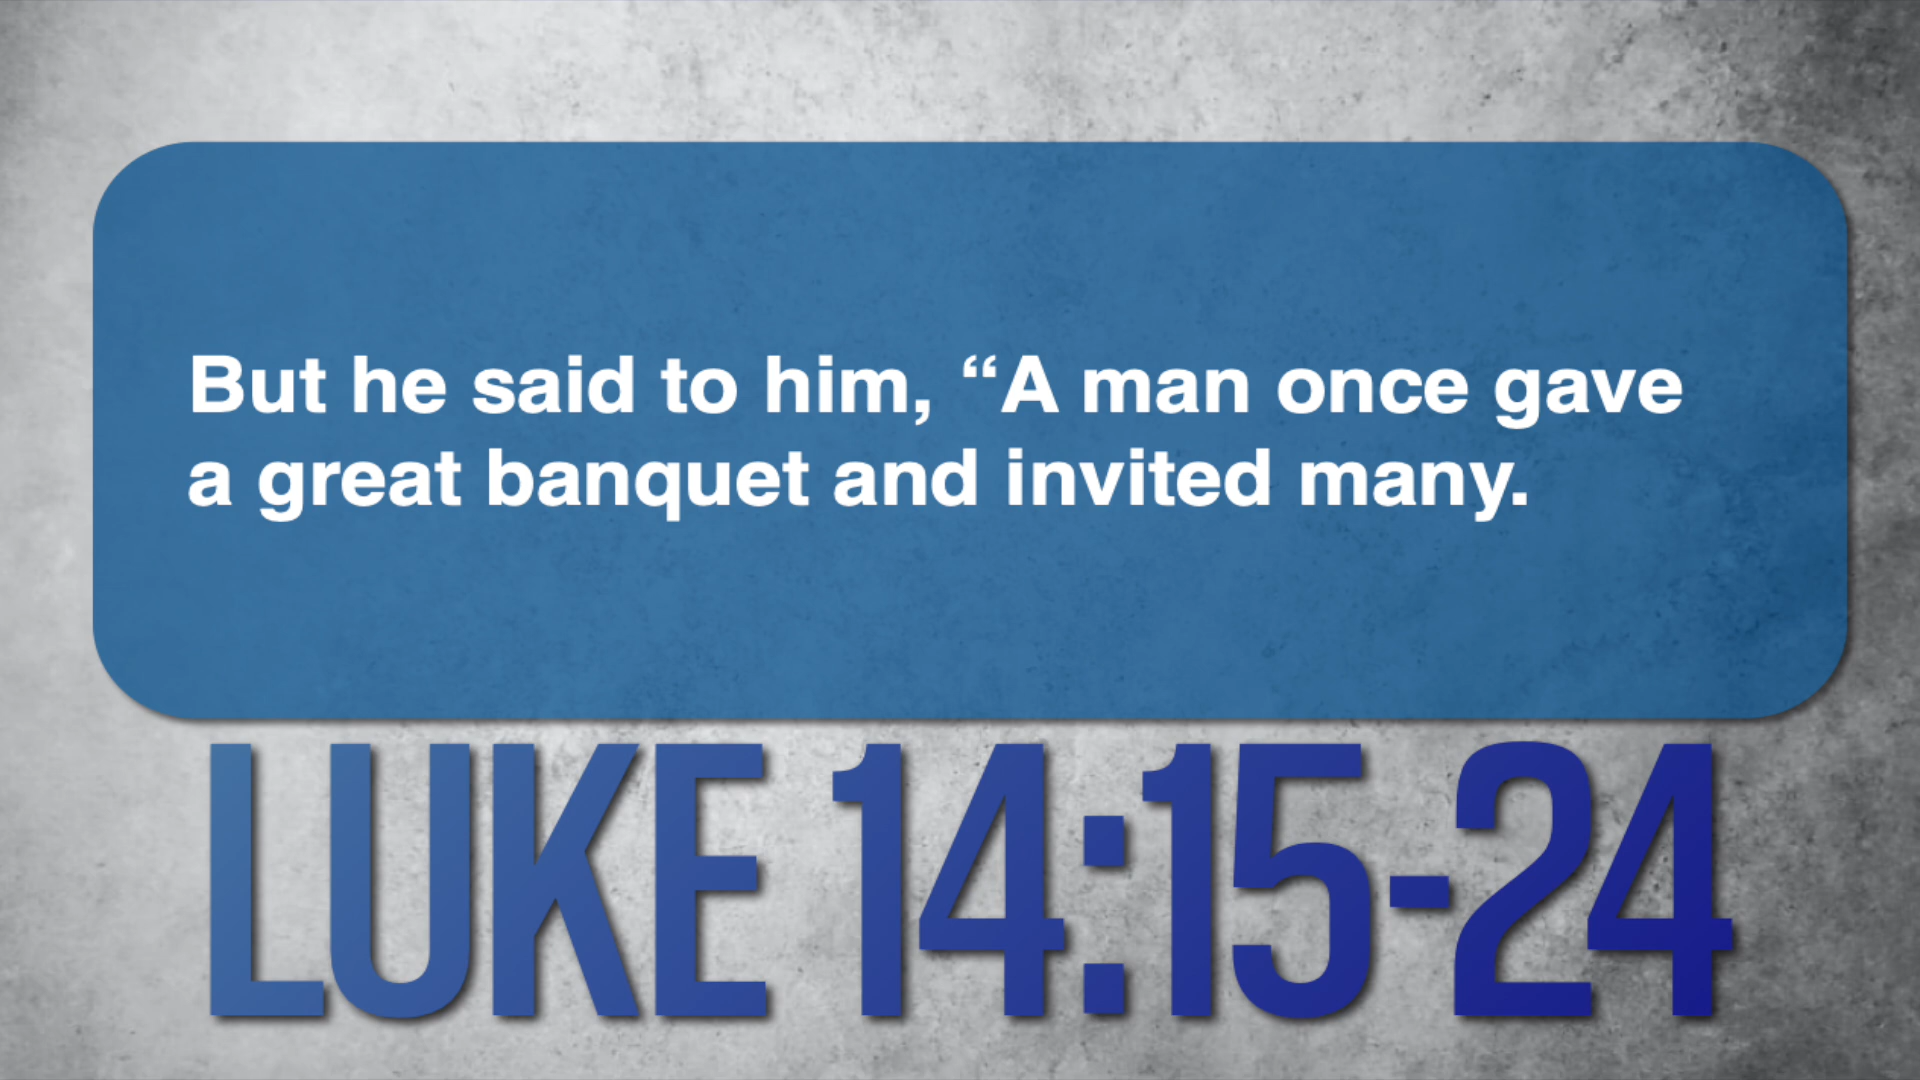 But he said to him, “A man once gave
a great banquet and invited many.
LUKE 14:15-24